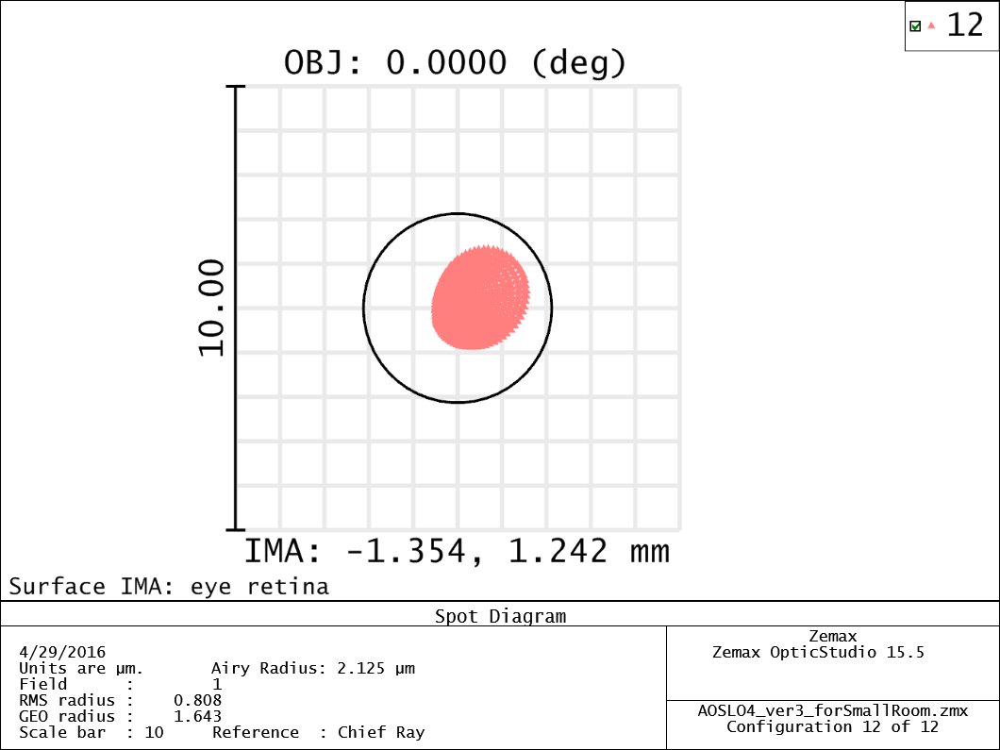 12
OBJ: 0.0000 (deg)
10.00
IMA: -1.354, 1.242 mm
Surface IMA: eye retina
Spot Diagram
4/29/2016
Units are µm. Airy Radius: 2.125 µm
Field : 1
RMS radius : 0.808
GEO radius : 1.643
Scale bar : 10 Reference : Chief Ray
Zemax
Zemax OpticStudio 15.5
AOSLO4_ver3_forSmallRoom.zmx
Configuration 12 of 12